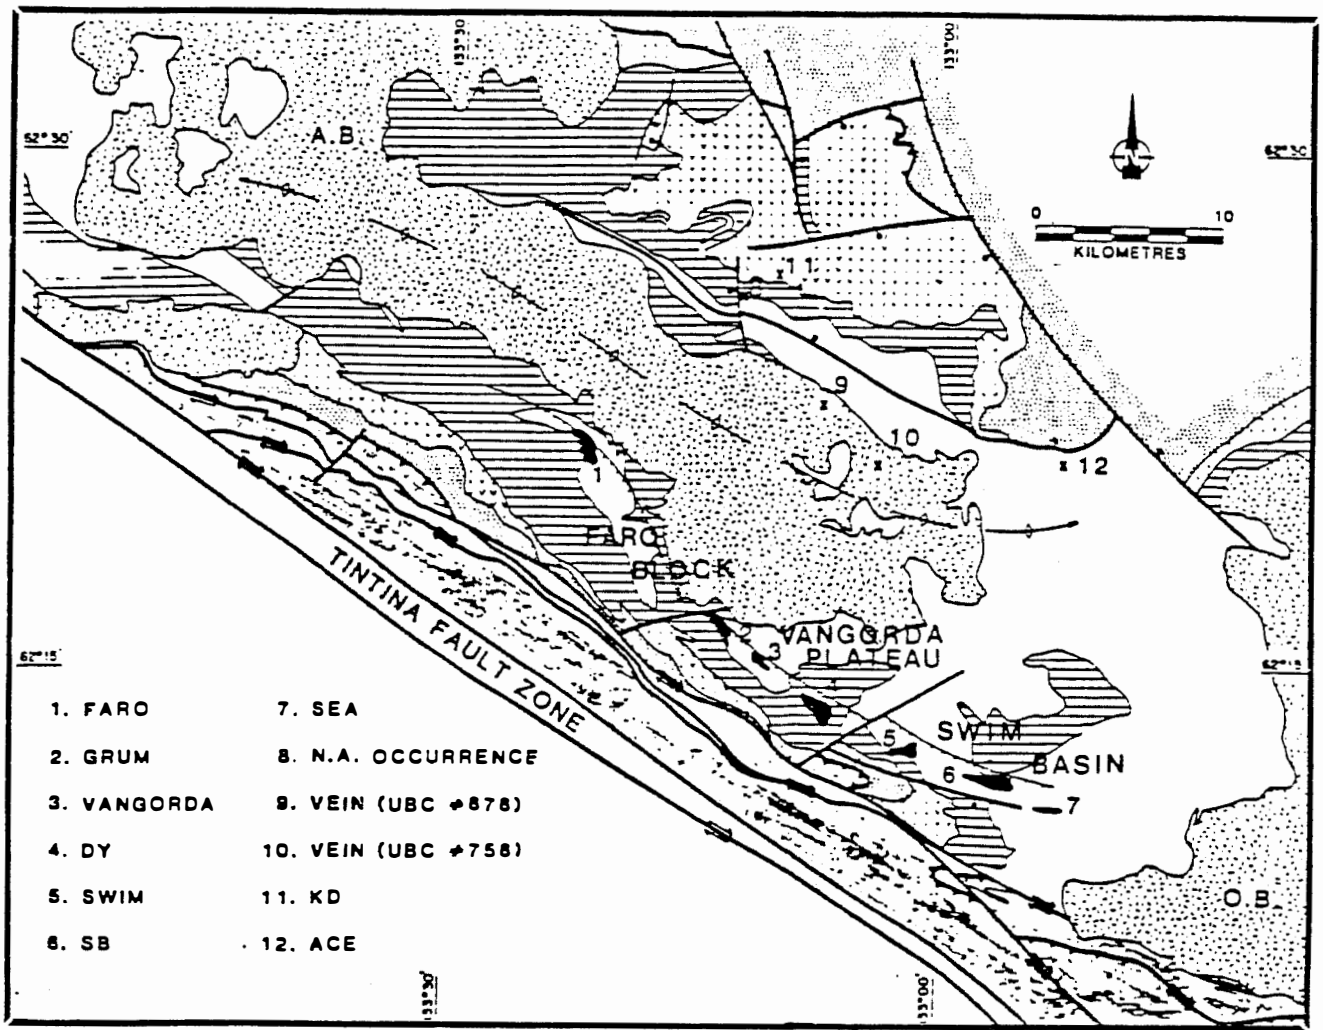 133°30'
133°00'
62°30'
A.B.
62°30'
N
0 10
KILOMETRES
11
9
10
12
1
FARO
BLOCK
TINTINA FAULT ZONE
2
VANGORDA
3
PLATEAU
62°15'
62°15'
5
SWIM
6
BASIN
7
O.B.
1. FARO
2. GRUM
3. VANGORDA
4. DY
5. SWIM
6. SB
7. SEA
8. N.A. OCCURRENCE
9. VEIN (UBC #678)
10. VEIN (UBC #758)
11. KD
12. ACE
133°30'
133°00'